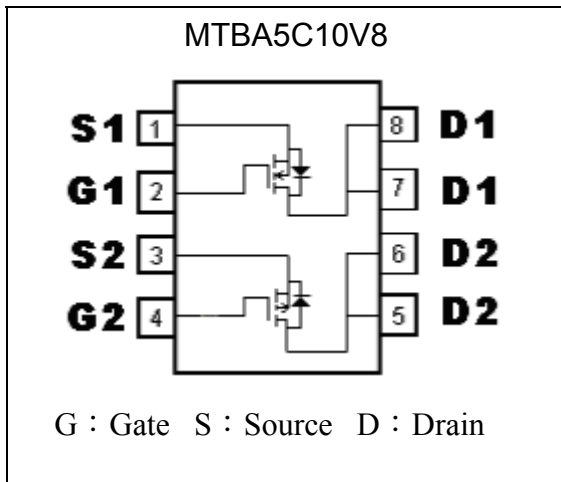 MTBA5C10V8
S1 1 8 D1
G1 2 7 D1
S2 3 6 D2
G2 4 5 D2
G：Gate S：Source D：Drain